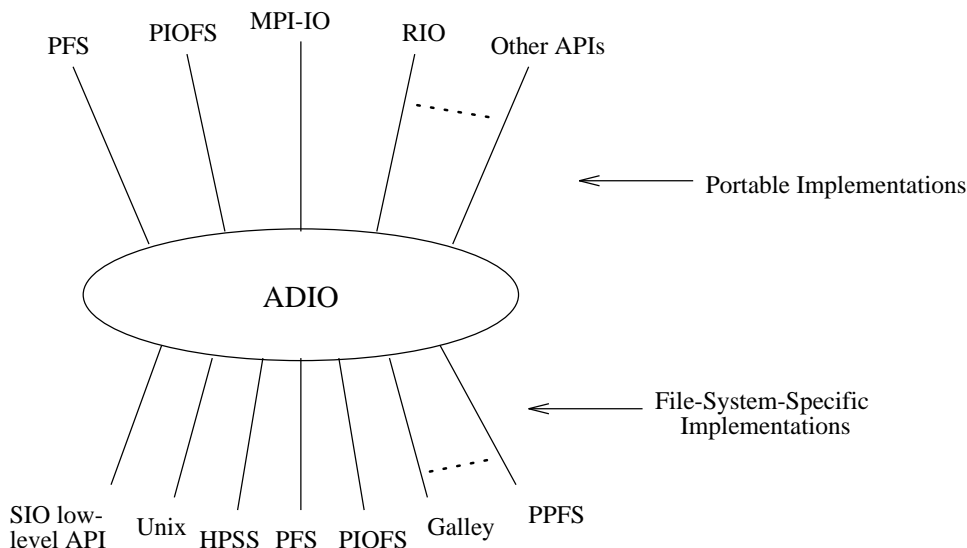 PFS
PIOFS
MPI-IO
RIO
Other APIs
Portable Implementations
ADIO
File-System-Specific
Implementations
SIO low-
level API
Unix
HPSS
PFS
PIOFS
Galley
PPFS